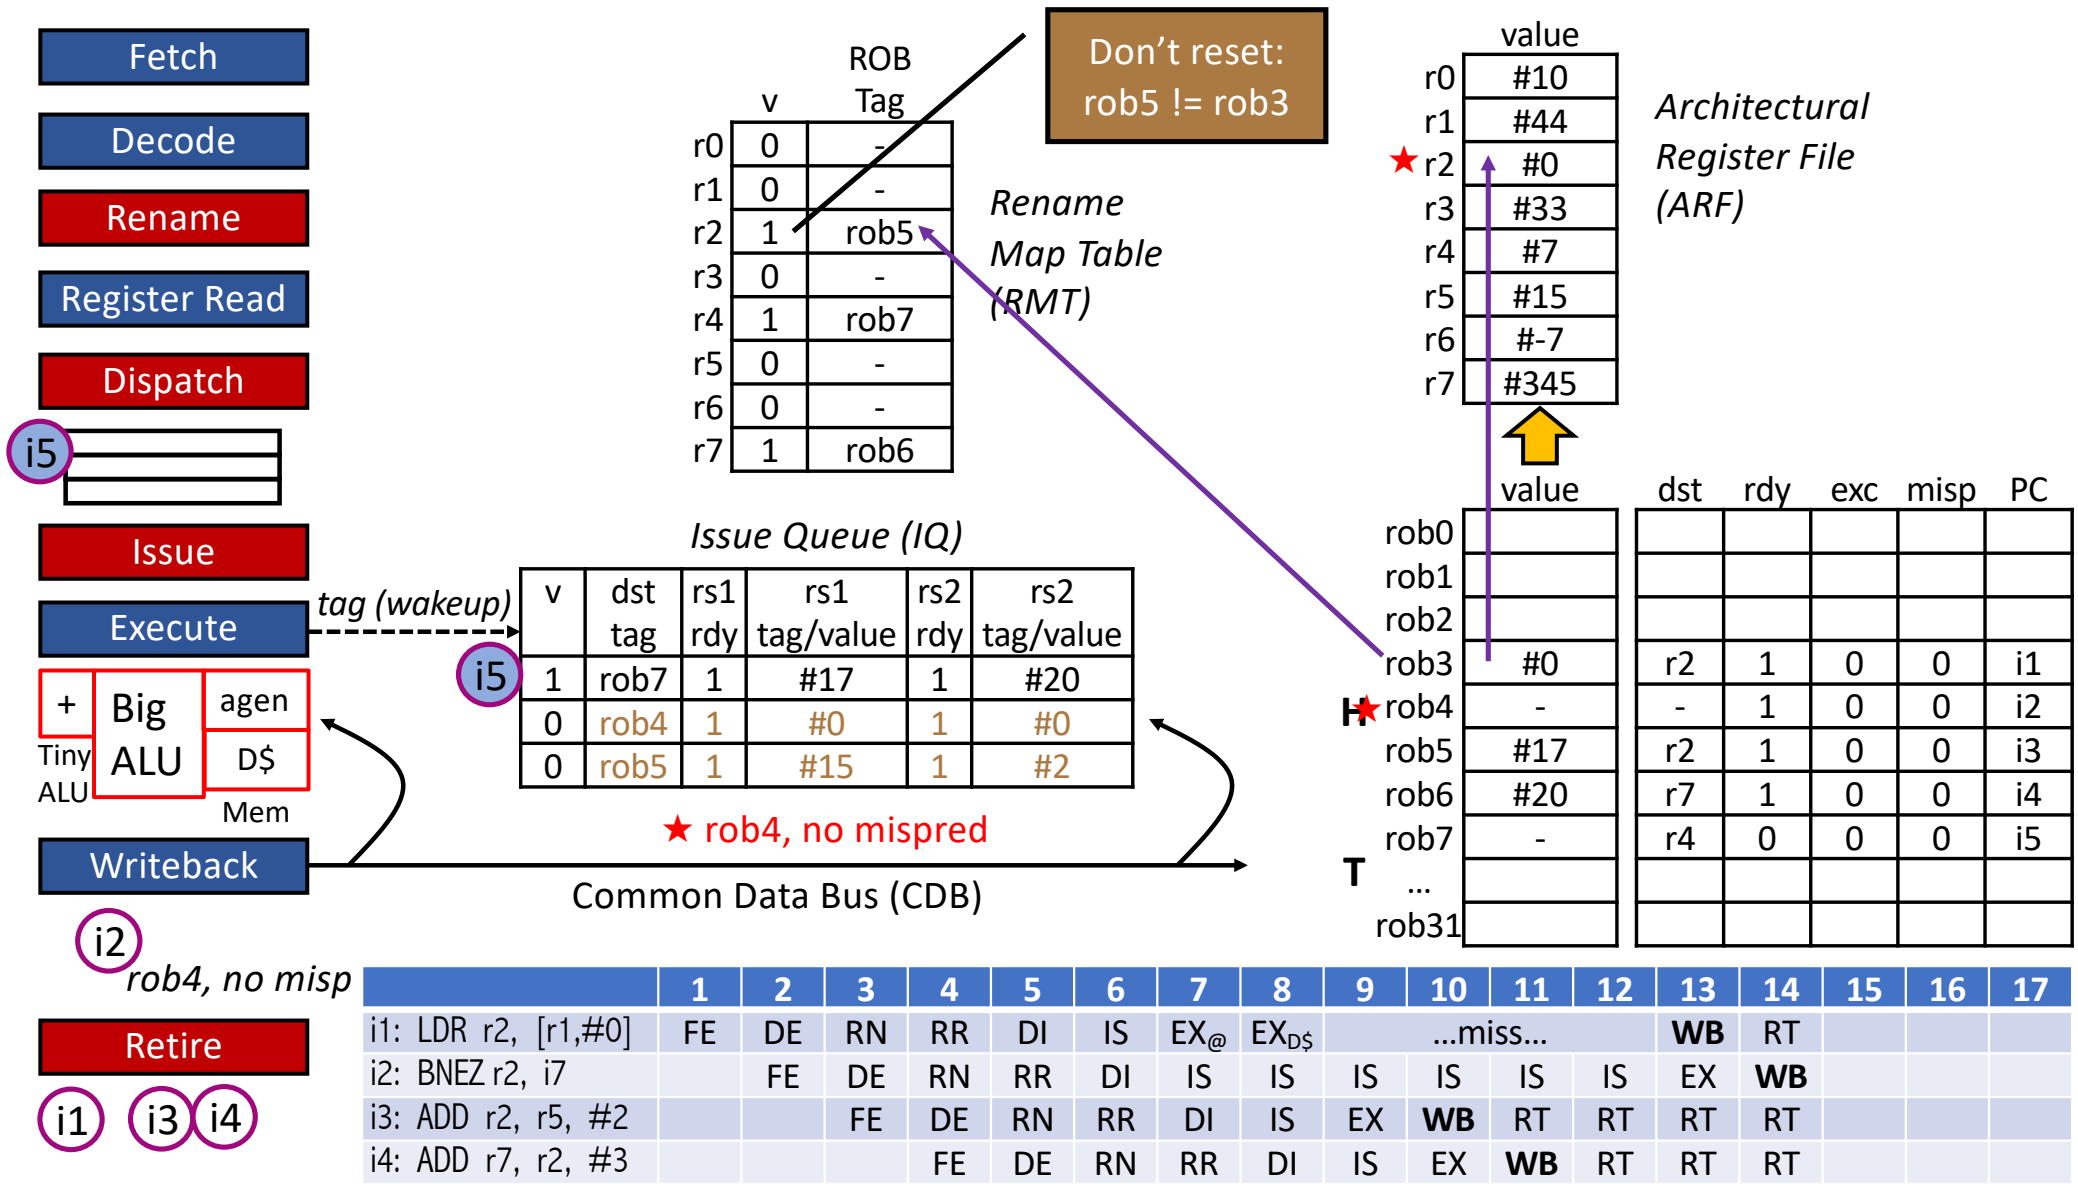 Fetch
Decode
Rename
Register Read
Dispatch
i5
Issue
Execute
tag (wakeup)
+
Big
ALU
agen
D$
Tiny
ALU
Mem
Writeback
i2
rob4, no misp
Retire
i1 i3 i4
ROB
v Tag
r0 0 -
r1 0 -
r2 1 rob5
r3 0 -
r4 1 rob7
r5 0 -
r6 0 -
r7 1 rob6
Rename
Map Table
(RMT)
Don't reset:
rob5 != rob3
value
r0 #10
r1 #44
★ r2 #0
r3 #33
r4 #7
r5 #15
r6 #-7
r7 #345
Architectural
Register File
(ARF)
Issue Queue (IQ)
v dst rs1 rs1 rs2 rs2
tag rdy tag/value rdy tag/value
i5 1 rob7 1 #17 1 #20
0 rob4 1 #0 1 #0
0 rob5 1 #15 1 #2
★ rob4, no mispred
Common Data Bus (CDB)
value dst rdy exc misp PC
rob0
rob1
rob2
rob3 #0 r2 1 0 0 i1
H★ rob4 - - 1 0 0 i2
rob5 #17 r2 1 0 0 i3
rob6 #20 r7 1 0 0 i4
rob7 - r4 0 0 0 i5
T ...
rob31
1 2 3 4 5 6 7 8 9 10 11 12 13 14 15 16 17
i1: LDR r2, [r1,#0] FE DE RN RR DI IS EX@ EXD$ ...miss... WB RT
i2: BNEZ r2, i7 FE DE RN RR DI IS IS IS IS IS IS EX WB
i3: ADD r2, r5, #2 FE DE RN RR DI IS EX WB RT RT RT RT
i4: ADD r7, r2, #3 FE DE RN RR DI IS EX WB RT RT RT